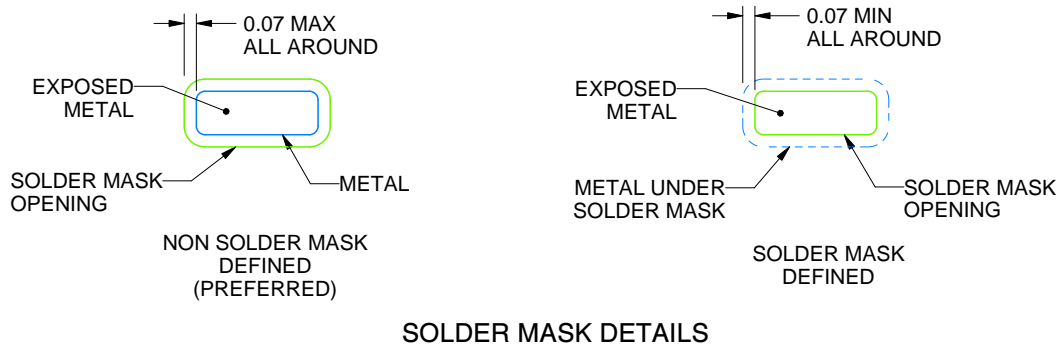 0.07 MAX
ALL AROUND
EXPOSED
METAL
SOLDER MASK
OPENING
METAL
NON SOLDER MASK
DEFINED
(PREFERRED)
0.07 MIN
ALL AROUND
EXPOSED
METAL
METAL UNDER
SOLDER MASK
SOLDER MASK
OPENING
SOLDER MASK
DEFINED
SOLDER MASK DETAILS